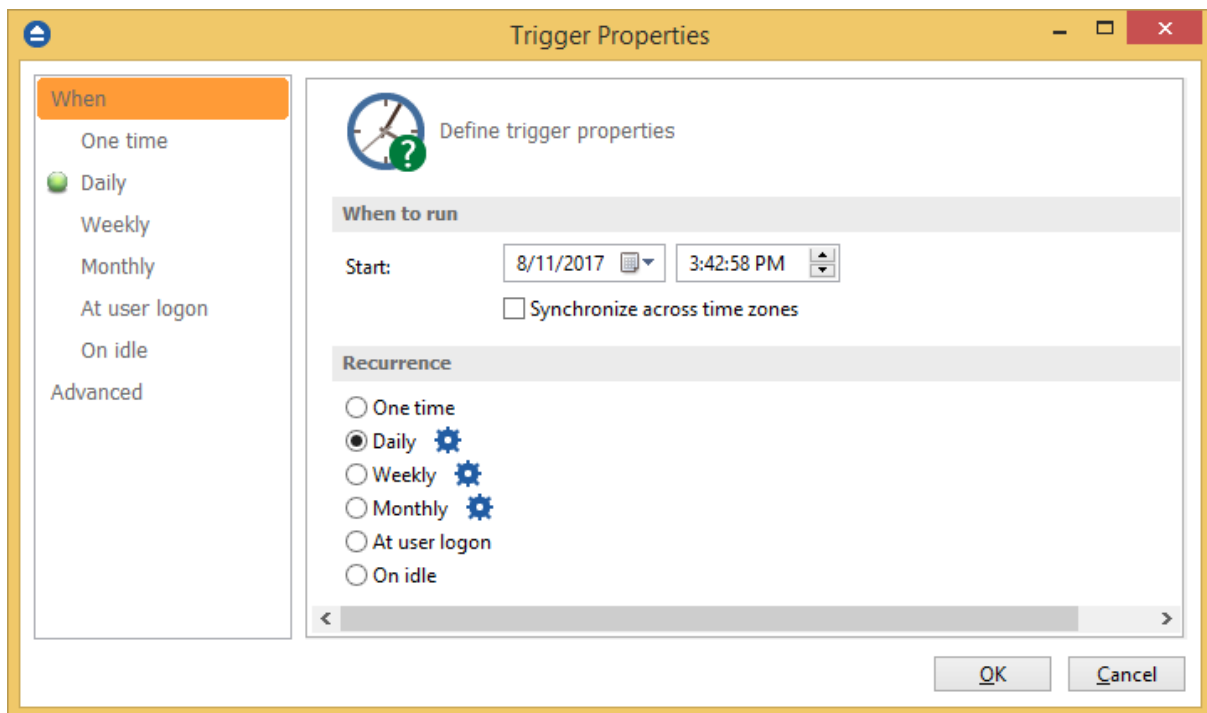 Trigger Properties
When
One time
Daily
Weekly
Monthly
At user logon
On idle
Advanced
Define trigger properties
When to run
Start: 8/11/2017 3:42:58 PM
Synchronize across time zones
Recurrence
One time
Daily
Weekly
Monthly
At user logon
On idle
OK Cancel